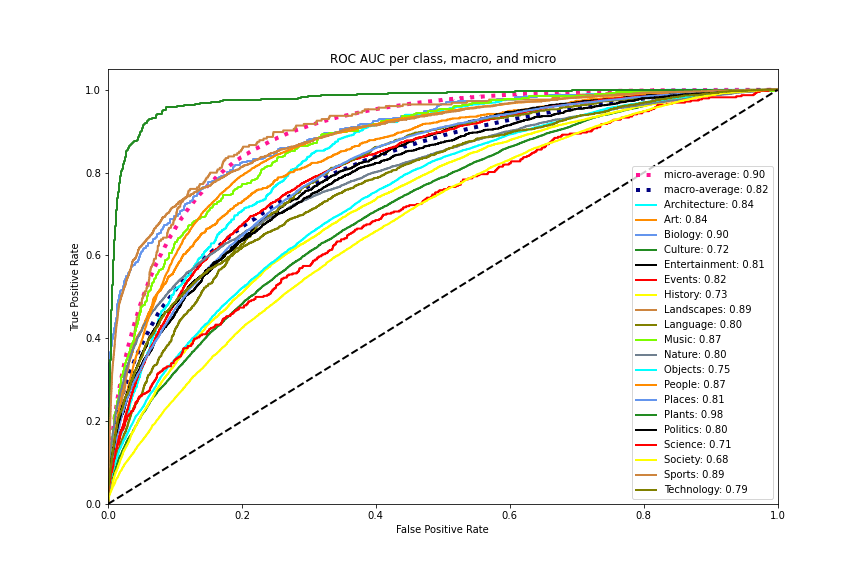 ROC AUC per class, macro, and micro
True Positive Rate
1.0
0.8
0.6
0.4
0.2
0.0
0.0 0.2 0.4 0.6 0.8 1.0
False Positive Rate
micro-average: 0.90
macro-average: 0.82
Architecture: 0.84
Art: 0.84
Biology: 0.90
Culture: 0.72
Entertainment: 0.81
Events: 0.82
History: 0.73
Landscapes: 0.89
Language: 0.80
Music: 0.87
Nature: 0.80
Objects: 0.75
People: 0.87
Places: 0.81
Plants: 0.98
Politics: 0.80
Science: 0.71
Society: 0.68
Sports: 0.89
Technology: 0.79